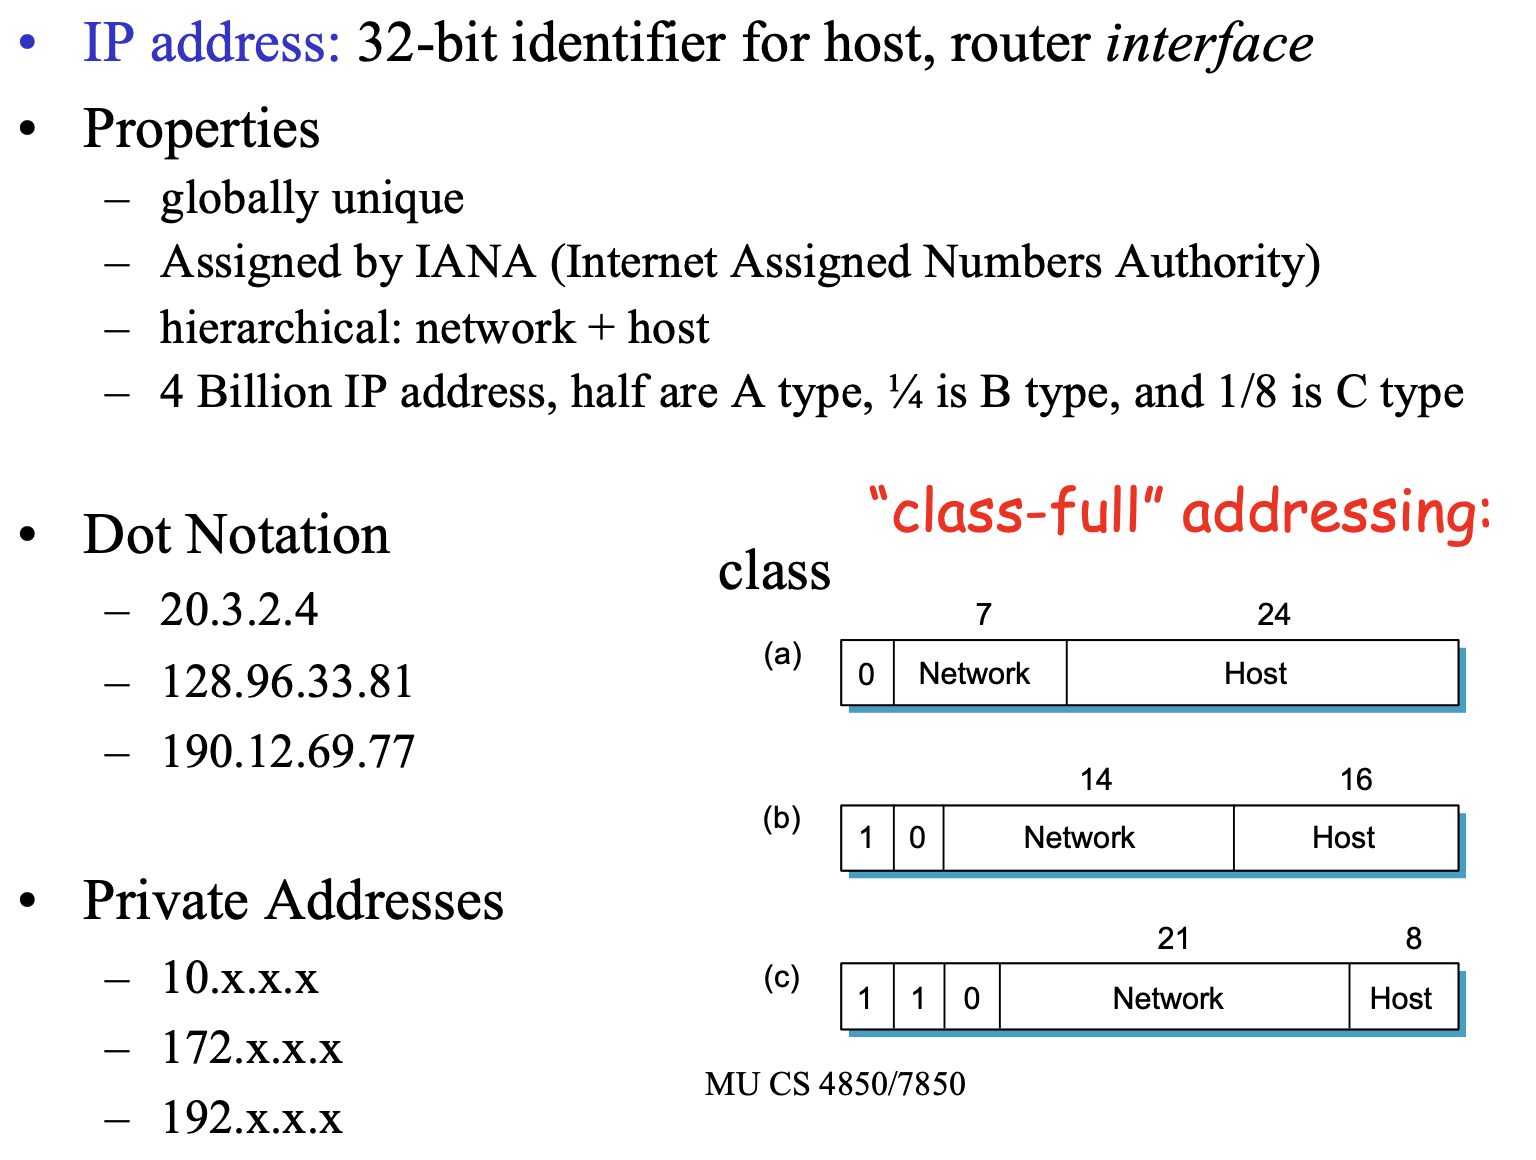 • IP address: 32-bit identifier for host, router interface
• Properties
– globally unique
– Assigned by IANA (Internet Assigned Numbers Authority)
– hierarchical: network + host
– 4 Billion IP address, half are A type, ¼ is B type, and 1/8 is C type
• Dot Notation
– 20.3.2.4
– 128.96.33.81
– 190.12.69.77
• Private Addresses
– 10.x.x.x
– 172.x.x.x
– 192.x.x.x
“class-full” addressing:
class
7 24
(a) 0 Network Host
14 16
(b) 1 0 Network Host
21 8
(c) 1 1 0 Network Host
MU CS 4850/7850